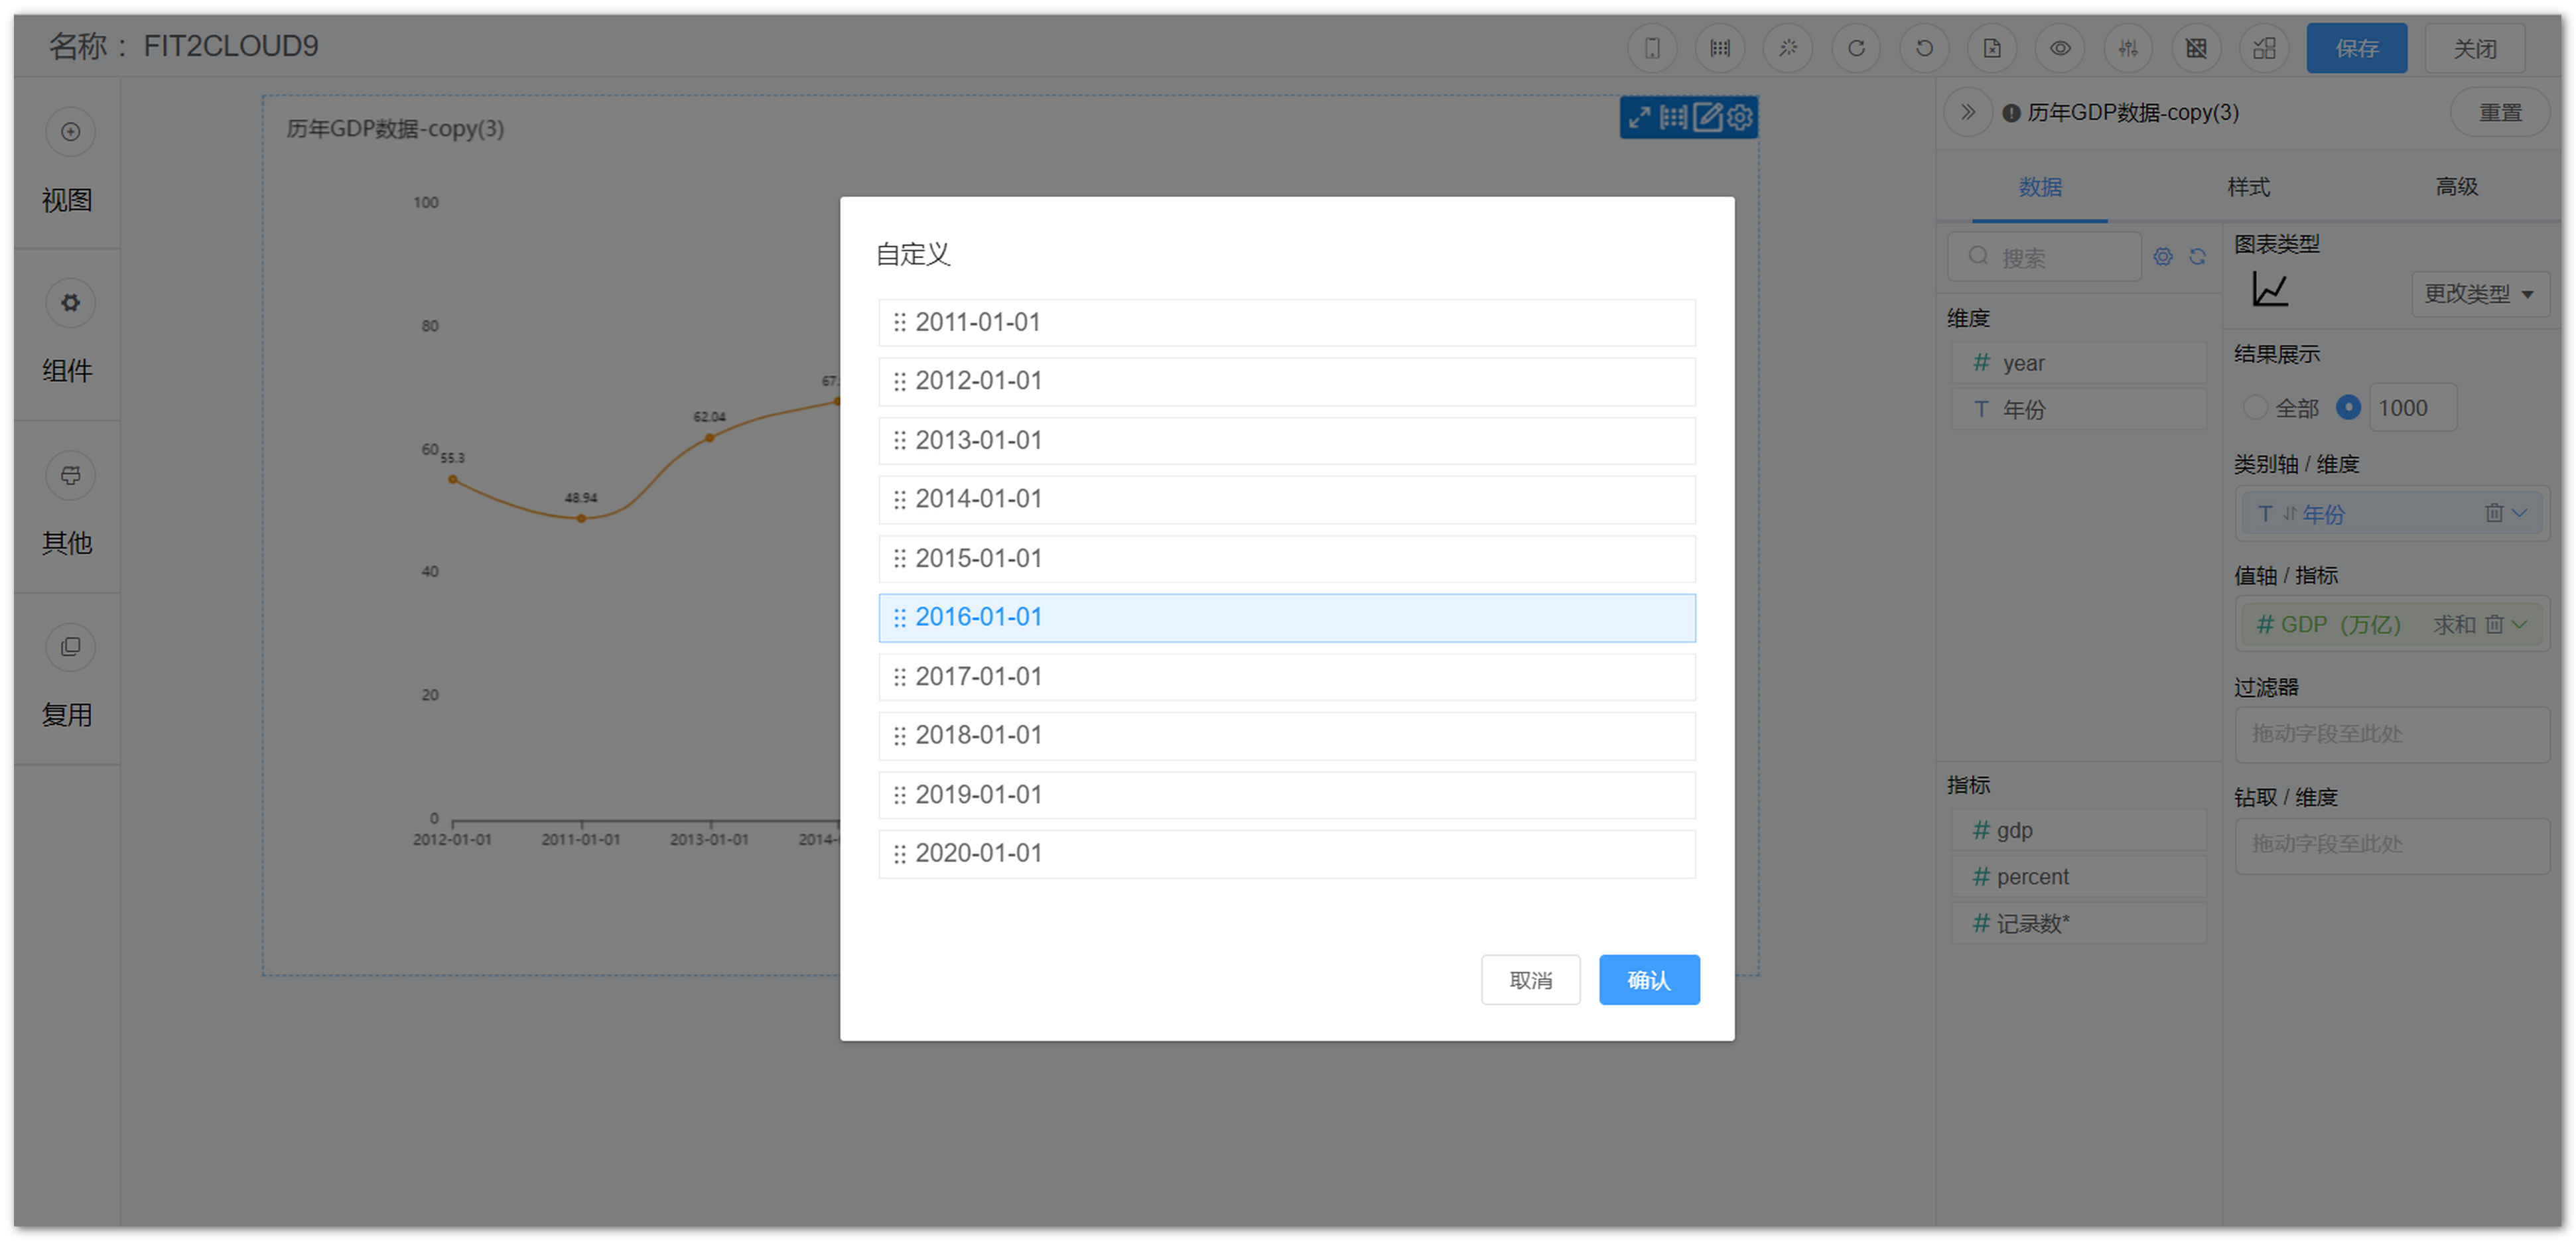 名称： FIT2CLOUD9
保存
关闭
视图
组件
其他
复用
历年GDP数据-copy(3)
100
80
60
40
20
0
55.3
48.94
62.04
67.
2012-01-01
2011-01-01
2013-01-01
2014-
自定义
2011-01-01
2012-01-01
2013-01-01
2014-01-01
2015-01-01
2016-01-01
2017-01-01
2018-01-01
2019-01-01
2020-01-01
取消
确认
历年GDP数据-copy(3)
重置
数据
样式
高级
搜索
维度
# year
T 年份
指标
# gdp
# percent
# 记录数*
图表类型
更改类型
结果展示
全部
1000
类别轴 / 维度
T 年份
值轴 / 指标
# GDP（万亿） 求和
过滤器
拖动字段至此处
钻取 / 维度
拖动字段至此处